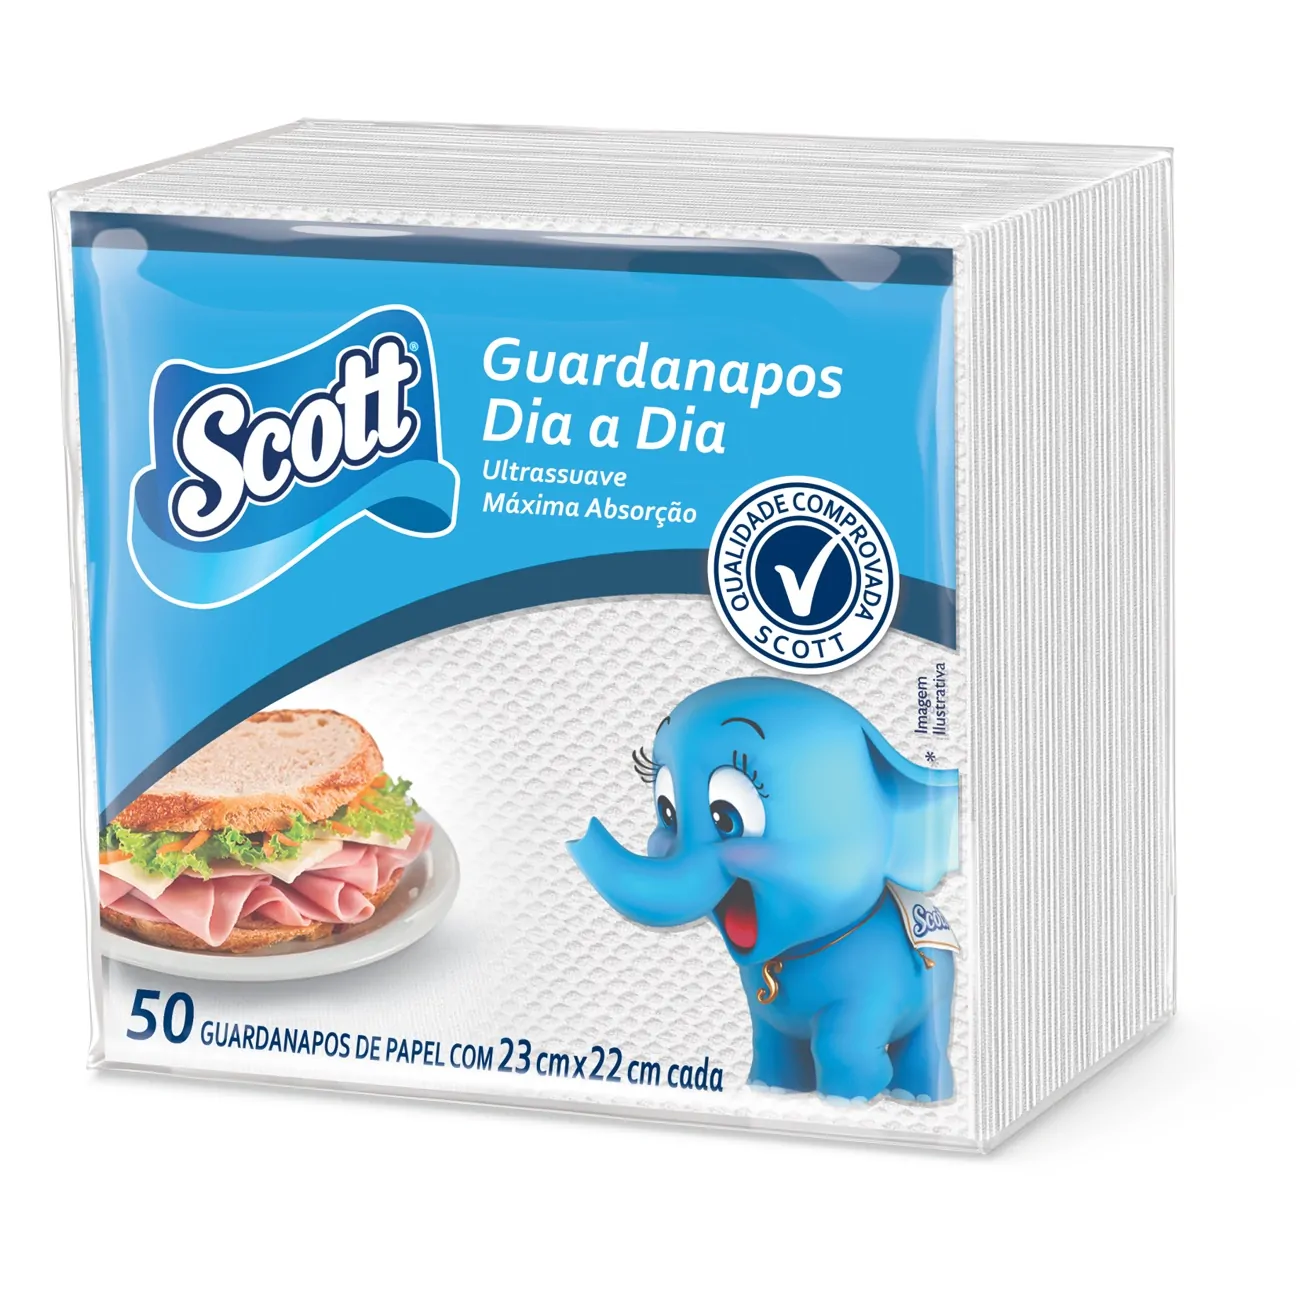 Scott®
Guardanapos
Dia a Dia
Ultrassuave
Máxima Absorção
QUALIDADE COMPROVADA
SCOTT
* Imagem
Ilustrativa
Scott
50 GUARDANAPOS DE PAPEL COM 23 cm x 22 cm cada